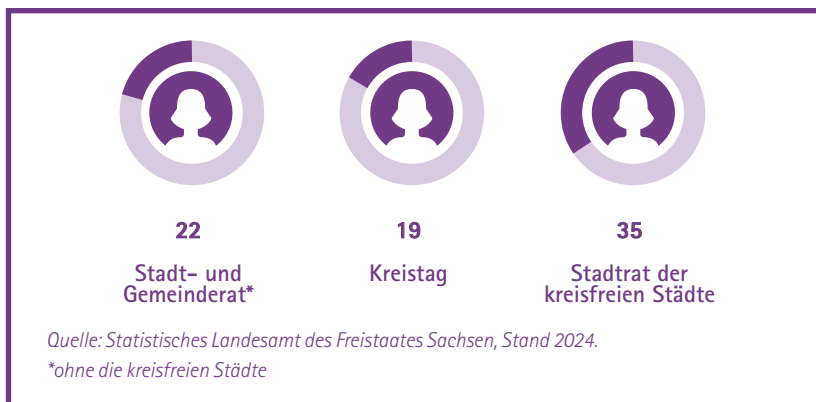 22
19
35
Stadt- und
Gemeinderat*
Kreistag
Stadtrat der
kreisfreien Städte
Quelle: Statistisches Landesamt des Freistaates Sachsen, Stand 2024.
*ohne die kreisfreien Städte